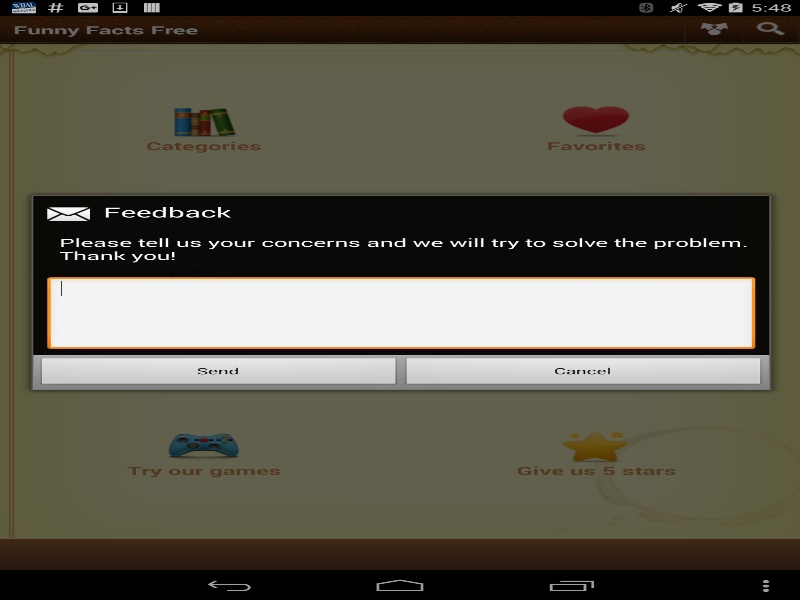 WBAL
5:48
Funny Facts Free
Categories
Favorites
Feedback
Please tell us your concerns and we will try to solve the problem.
Thank you!
Send
Cancel
Try our games
Give us 5 stars